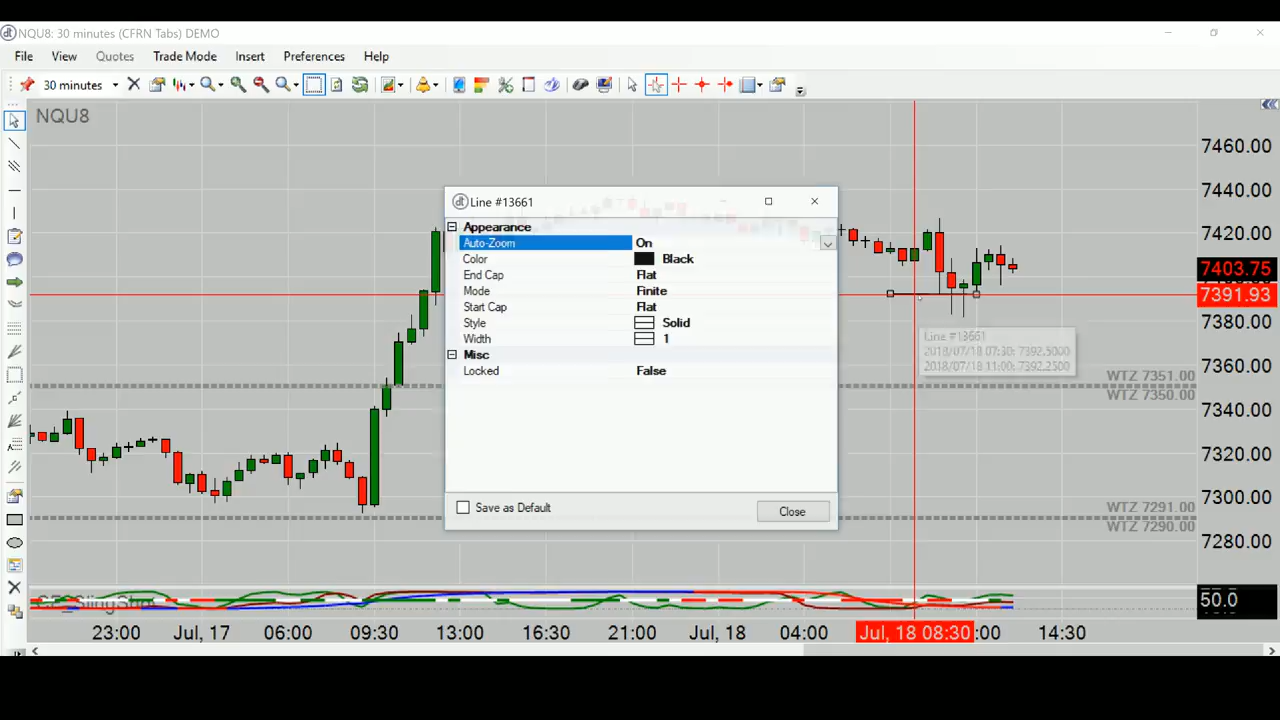 NQU8: 30 minutes (CFRN Tabs) DEMO
File View Quotes Trade Mode Insert Preferences Help
30 minutes
NQU8
7460.00
7440.00
7420.00
7403.75
7391.93
7380.00
7360.00
7340.00
7320.00
7300.00
7280.00
Line #13661
Appearance
Auto-Zoom On
Color Black
End Cap Flat
Mode Finite
Start Cap Flat
Style Solid
Width 1
Misc
Locked False
Save as Default
Close
Line #13661
2018/07/18 07:30: 7392.5000
2018/07/18 11:00: 7392.2500
WTZ 7351.00
WTZ 7350.00
WTZ 7291.00
WTZ 7290.00
50.0
23:00 Jul, 17 06:00 09:30 13:00 16:30 21:00 Jul, 18 04:00 Jul, 18 08:30 :00 14:30